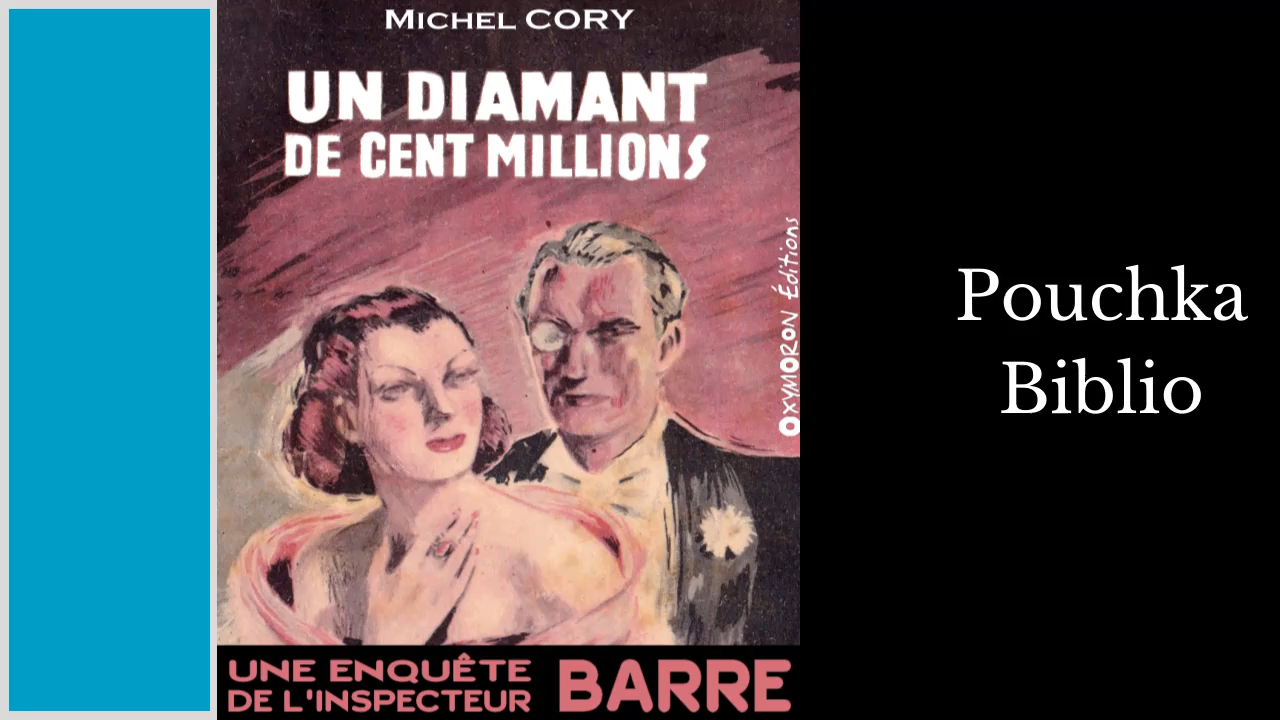 Michel CORY
UN DIAMANT
DE CENT MILLIONS
OXYMORON Éditions
UNE ENQUÊTE
DE L'INSPECTEUR
BARRE
Pouchka
Biblio